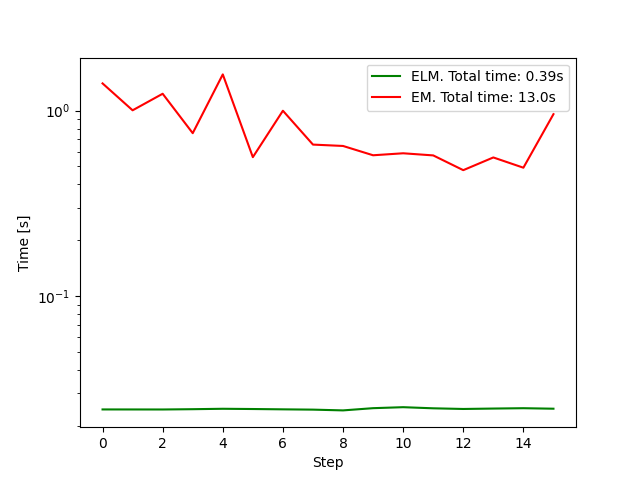 ELM. Total time: 0.39s
EM. Total time: 13.0s
Time [s]
10⁰
10⁻¹
0 2 4 6 8 10 12 14
Step